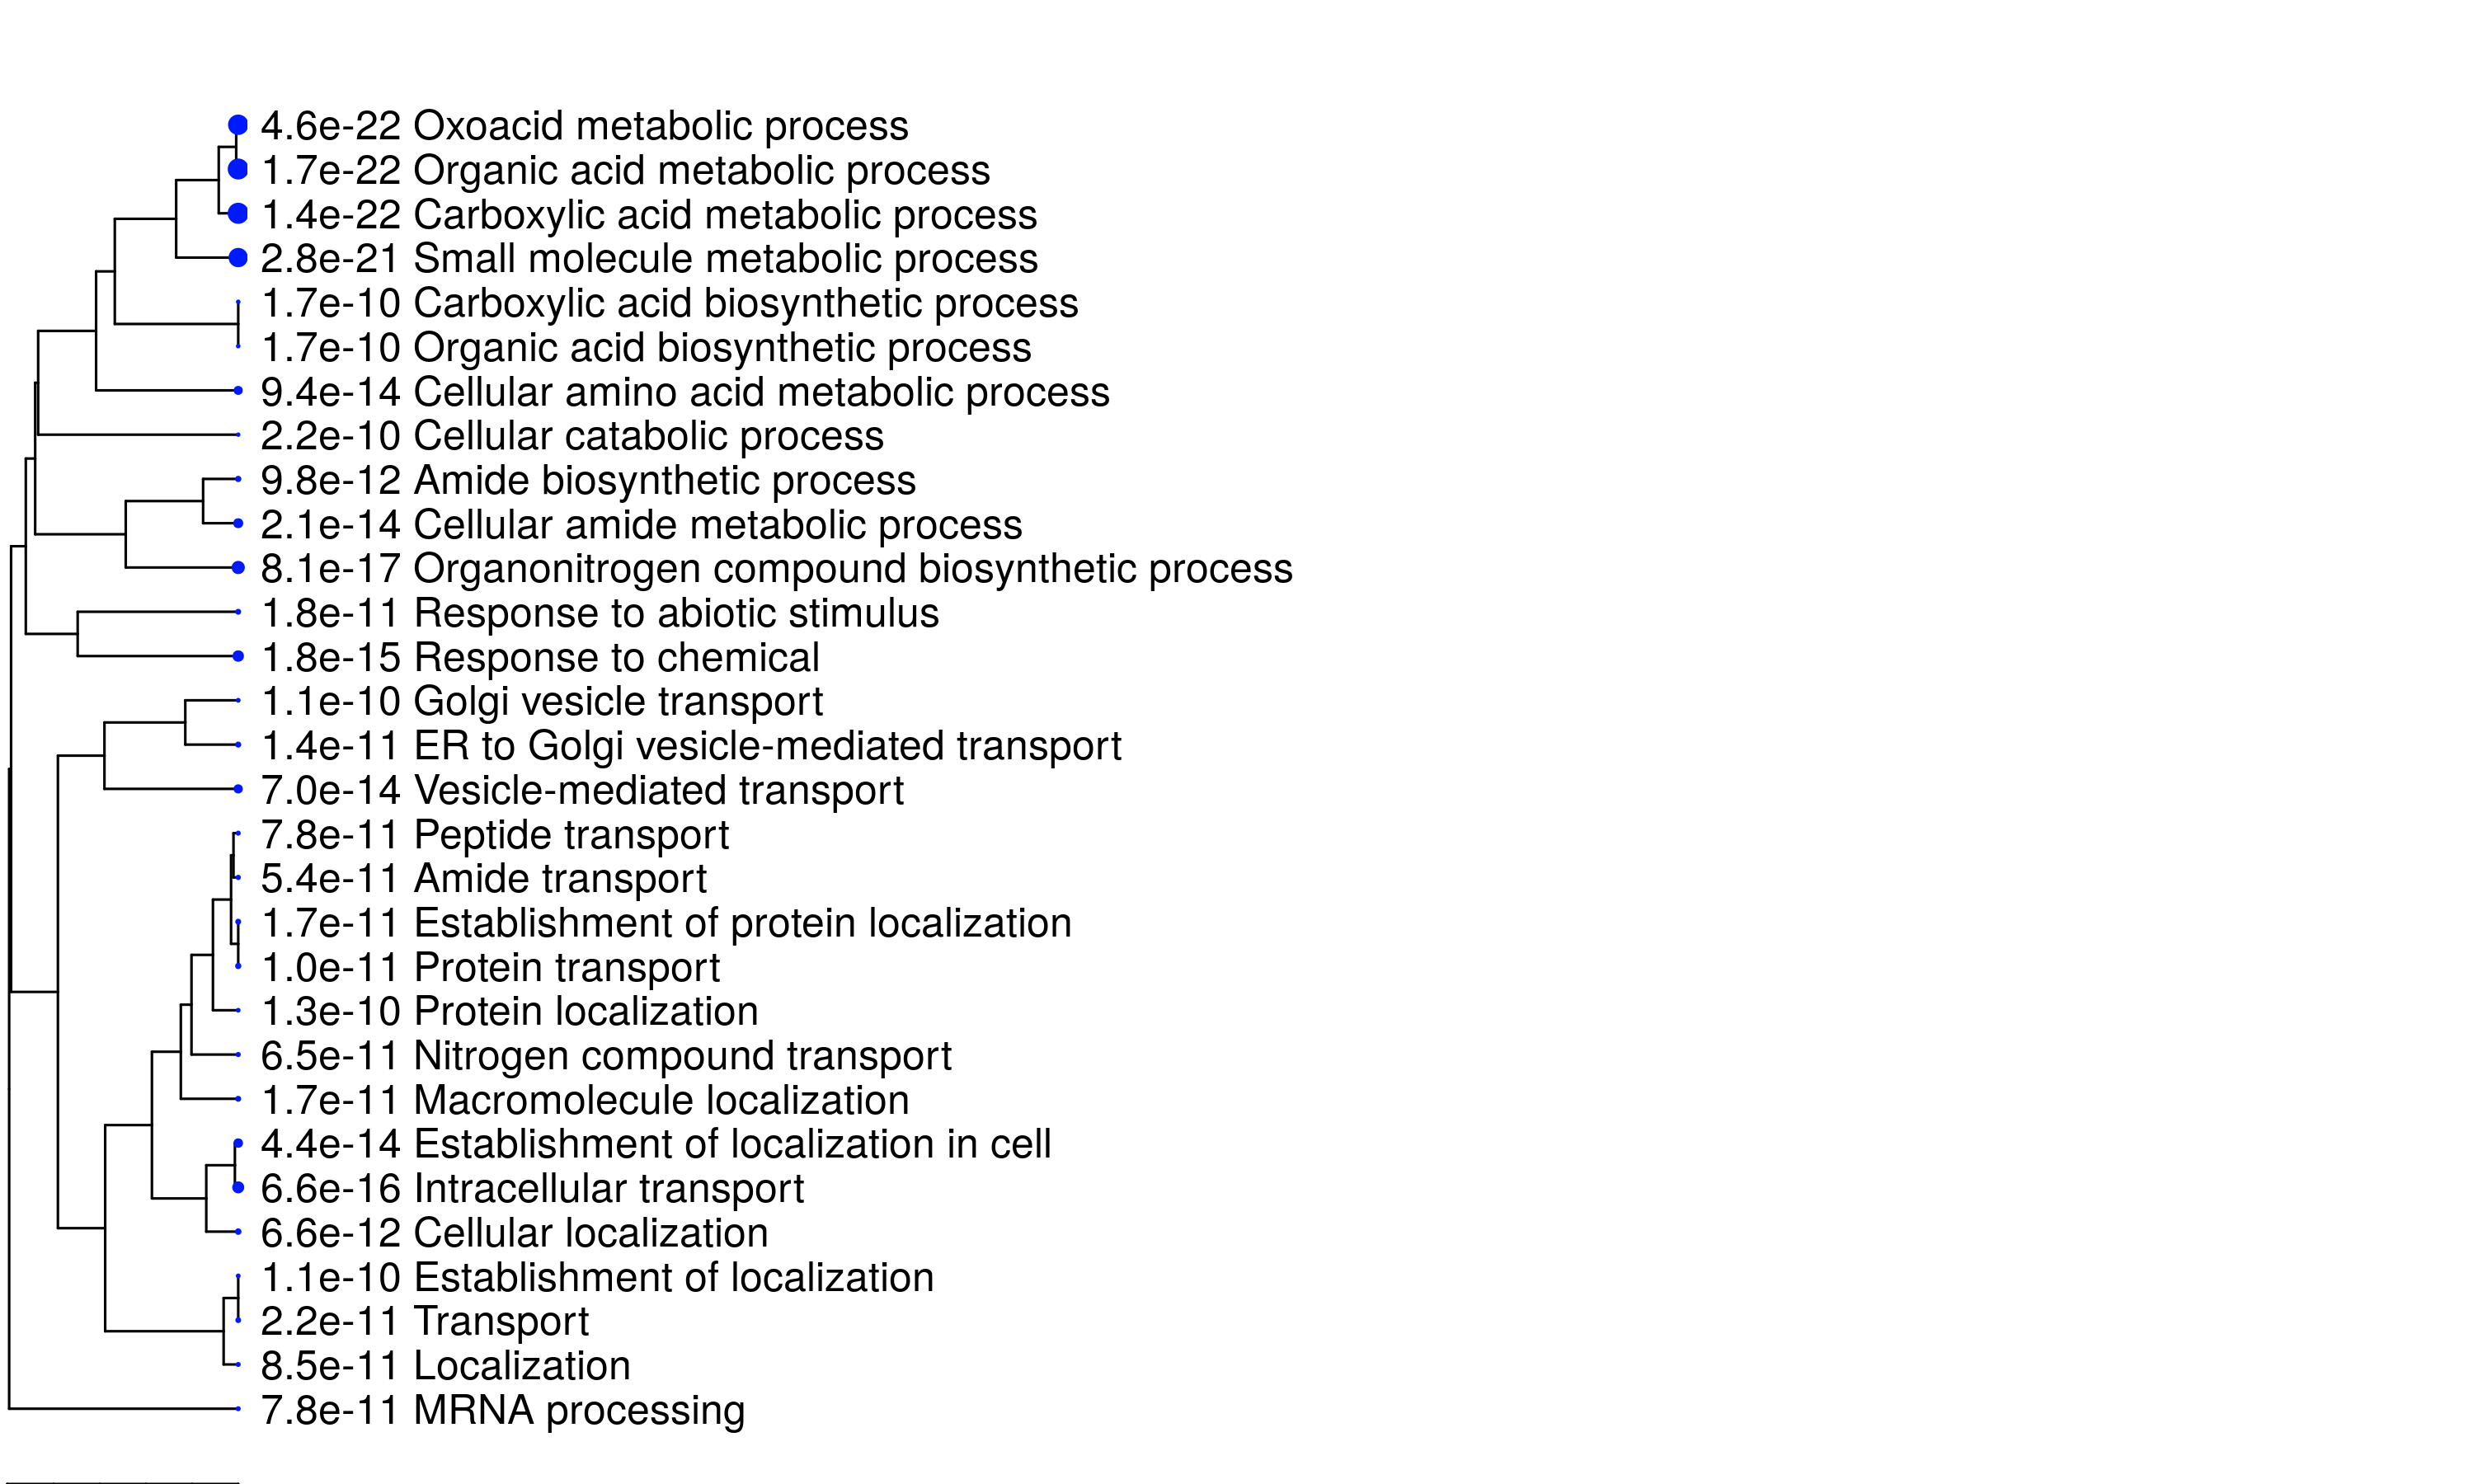 4.6e-22 Oxoacid metabolic process
1.7e-22 Organic acid metabolic process
1.4e-22 Carboxylic acid metabolic process
2.8e-21 Small molecule metabolic process
1.7e-10 Carboxylic acid biosynthetic process
1.7e-10 Organic acid biosynthetic process
9.4e-14 Cellular amino acid metabolic process
2.2e-10 Cellular catabolic process
9.8e-12 Amide biosynthetic process
2.1e-14 Cellular amide metabolic process
8.1e-17 Organonitrogen compound biosynthetic process
1.8e-11 Response to abiotic stimulus
1.8e-15 Response to chemical
1.1e-10 Golgi vesicle transport
1.4e-11 ER to Golgi vesicle-mediated transport
7.0e-14 Vesicle-mediated transport
7.8e-11 Peptide transport
5.4e-11 Amide transport
1.7e-11 Establishment of protein localization
1.0e-11 Protein transport
1.3e-10 Protein localization
6.5e-11 Nitrogen compound transport
1.7e-11 Macromolecule localization
4.4e-14 Establishment of localization in cell
6.6e-16 Intracellular transport
6.6e-12 Cellular localization
1.1e-10 Establishment of localization
2.2e-11 Transport
8.5e-11 Localization
7.8e-11 MRNA processing